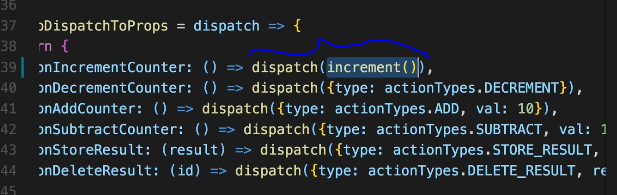 36
37 oDispatchToProps = dispatch => {
38 rn {
39 onIncrementCounter: () => dispatch(increment()),
40 onDecrementCounter: () => dispatch({type: actionTypes.DECREMENT}),
41 onAddCounter: () => dispatch({type: actionTypes.ADD, val: 10}),
42 onSubtractCounter: () => dispatch({type: actionTypes.SUBTRACT, val: 1
43 onStoreResult: (result) => dispatch({type: actionTypes.STORE_RESULT,
44 onDeleteResult: (id) => dispatch({type: actionTypes.DELETE_RESULT, re
45